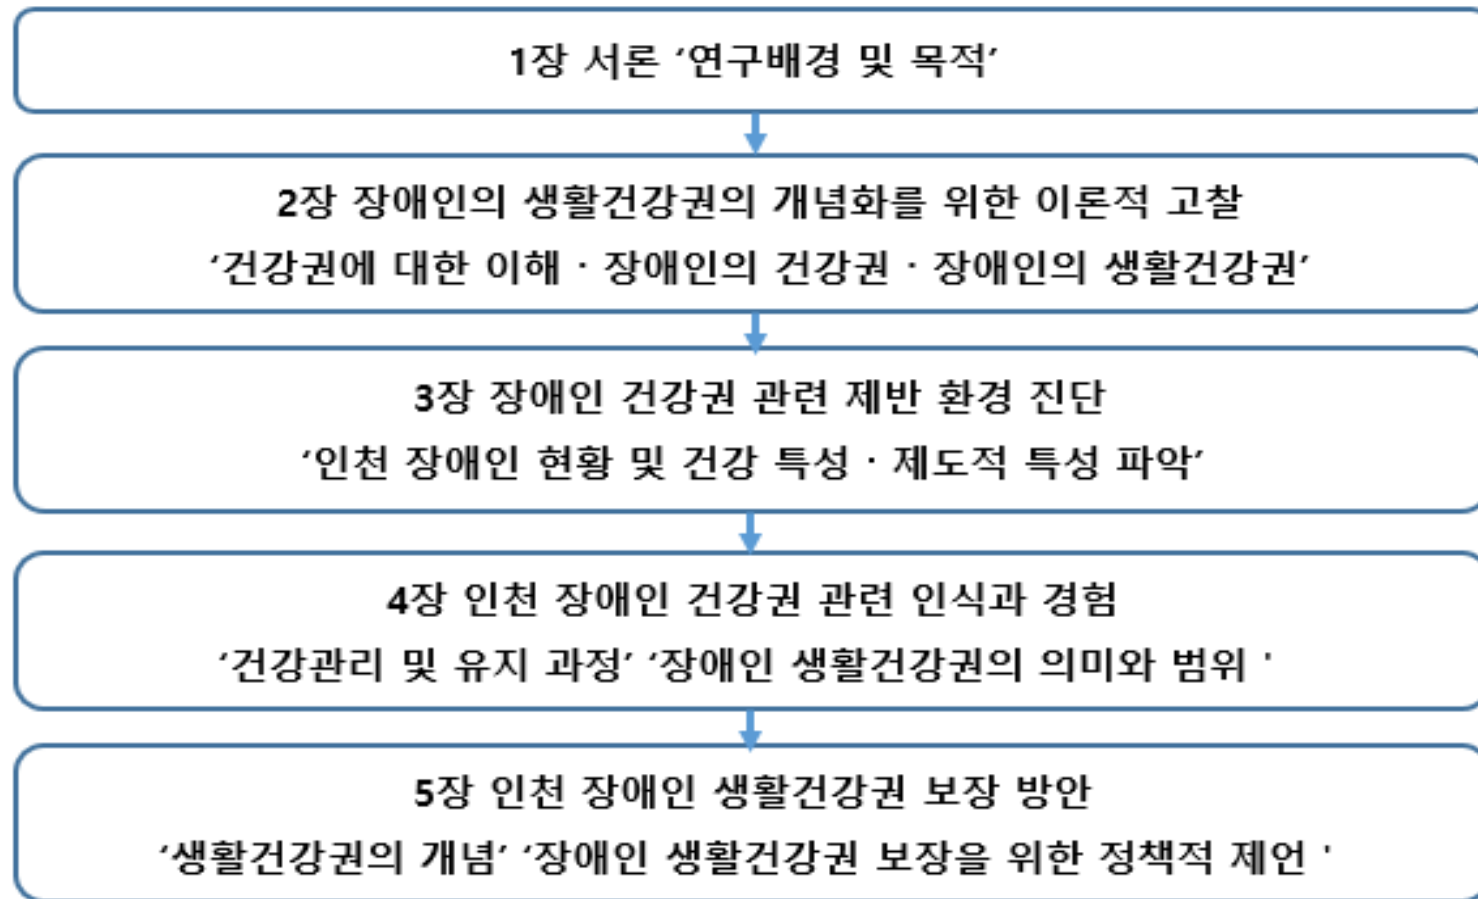 1장 서론 ‘연구배경 및 목적’
2장 장애인의 생활건강권의 개념화를 위한 이론적 고찰
‘건강권에 대한 이해 · 장애인의 건강권 · 장애인의 생활건강권’
3장 장애인 건강권 관련 제반 환경 진단
‘인천 장애인 현황 및 건강 특성 · 제도적 특성 파악’
4장 인천 장애인 건강권 관련 인식과 경험
‘건강관리 및 유지 과정’ ‘장애인 생활건강권의 의미와 범위 '
5장 인천 장애인 생활건강권 보장 방안
‘생활건강권의 개념’ ‘장애인 생활건강권 보장을 위한 정책적 제언 '